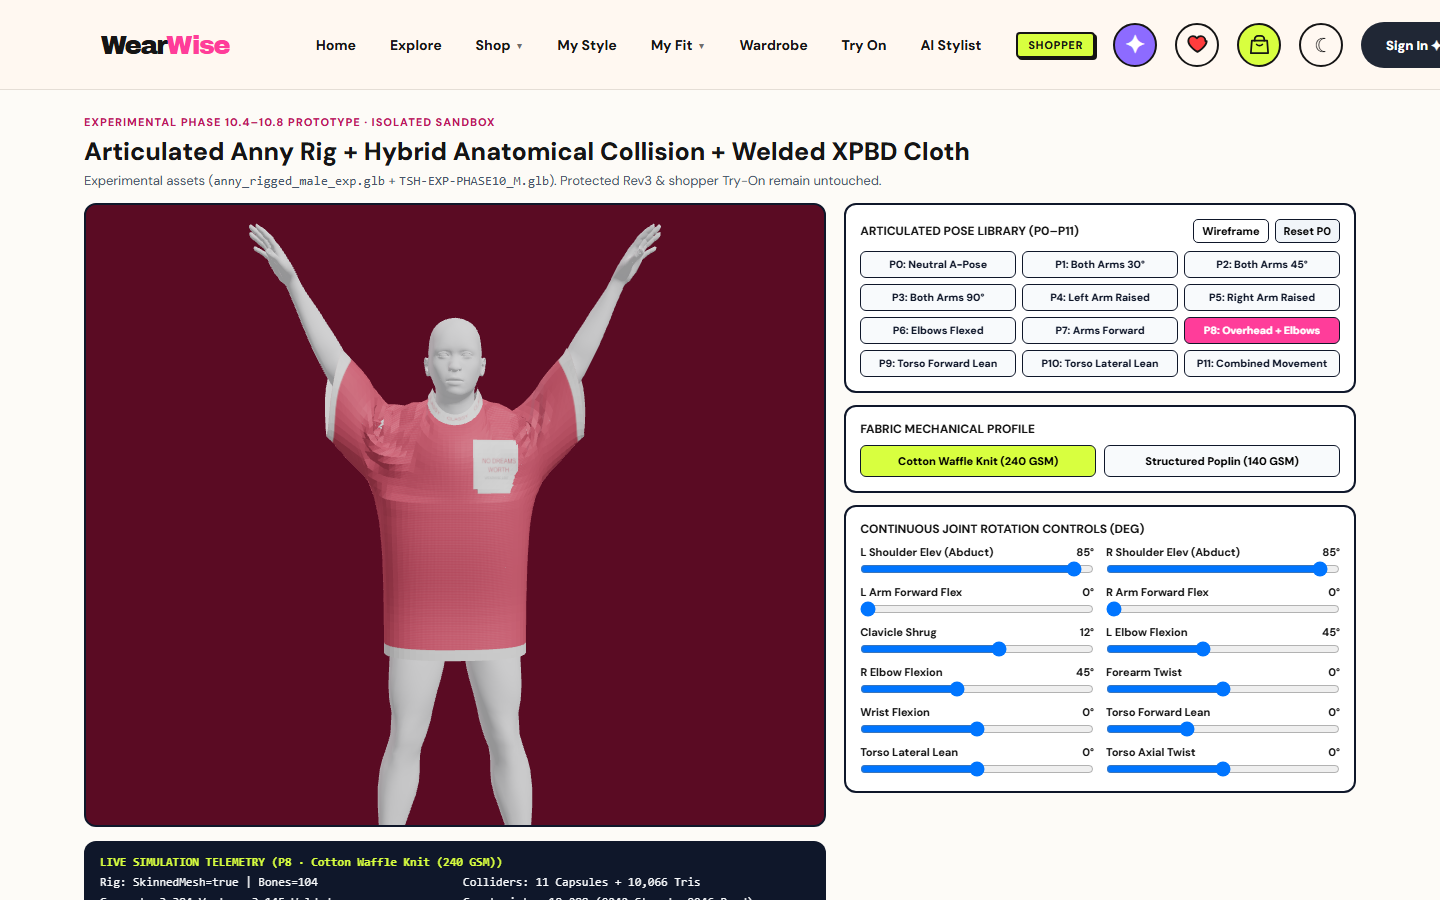 WearWise
Home
Explore
Shop ▼
My Style
My Fit ▼
Wardrobe
Try On
AI Stylist
SHOPPER
Sign In
EXPERIMENTAL PHASE 10.4–10.8 PROTOTYPE · ISOLATED SANDBOX
Articulated Anny Rig + Hybrid Anatomical Collision + Welded XPBD Cloth
Experimental assets (anny_rigged_male_exp.glb + TSH-EXP-PHASE10_M.glb). Protected Rev3 & shopper Try-On remain untouched.
NO DREAMS
ARTICULATED POSE LIBRARY (P0–P11)
Wireframe
Reset P0
P0: Neutral A-Pose
P1: Both Arms 30°
P2: Both Arms 45°
P3: Both Arms 90°
P4: Left Arm Raised
P5: Right Arm Raised
P6: Elbows Flexed
P7: Arms Forward
P8: Overhead + Elbows
P9: Torso Forward Lean
P10: Torso Lateral Lean
P11: Combined Movement
FABRIC MECHANICAL PROFILE
Cotton Waffle Knit (240 GSM)
Structured Poplin (140 GSM)
CONTINUOUS JOINT ROTATION CONTROLS (DEG)
L Shoulder Elev (Abduct) 85°
R Shoulder Elev (Abduct) 85°
L Arm Forward Flex 0°
R Arm Forward Flex 0°
Clavicle Shrug 12°
L Elbow Flexion 45°
R Elbow Flexion 45°
Forearm Twist 0°
Wrist Flexion 0°
Torso Forward Lean 0°
Torso Lateral Lean 0°
Torso Axial Twist 0°
LIVE SIMULATION TELEMETRY (P8 · Cotton Waffle Knit (240 GSM))
Rig: SkinnedMesh=true | Bones=104
Colliders: 11 Capsules + 10,066 Tris